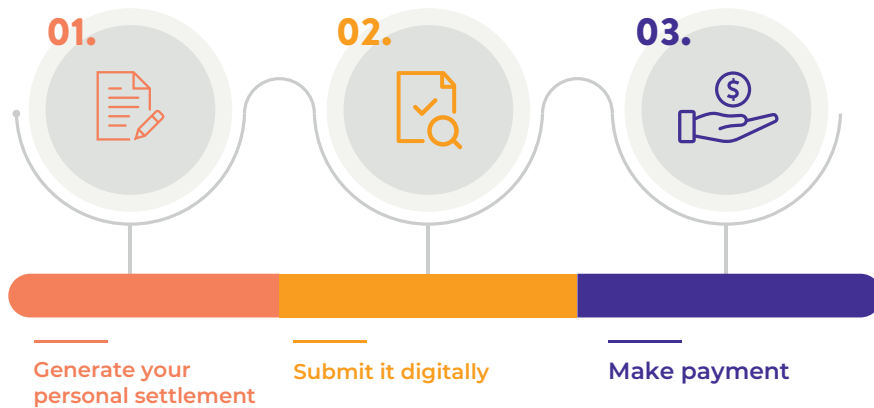 01.
02.
03.
$
Generate your
personal settlement
Submit it digitally
Make payment